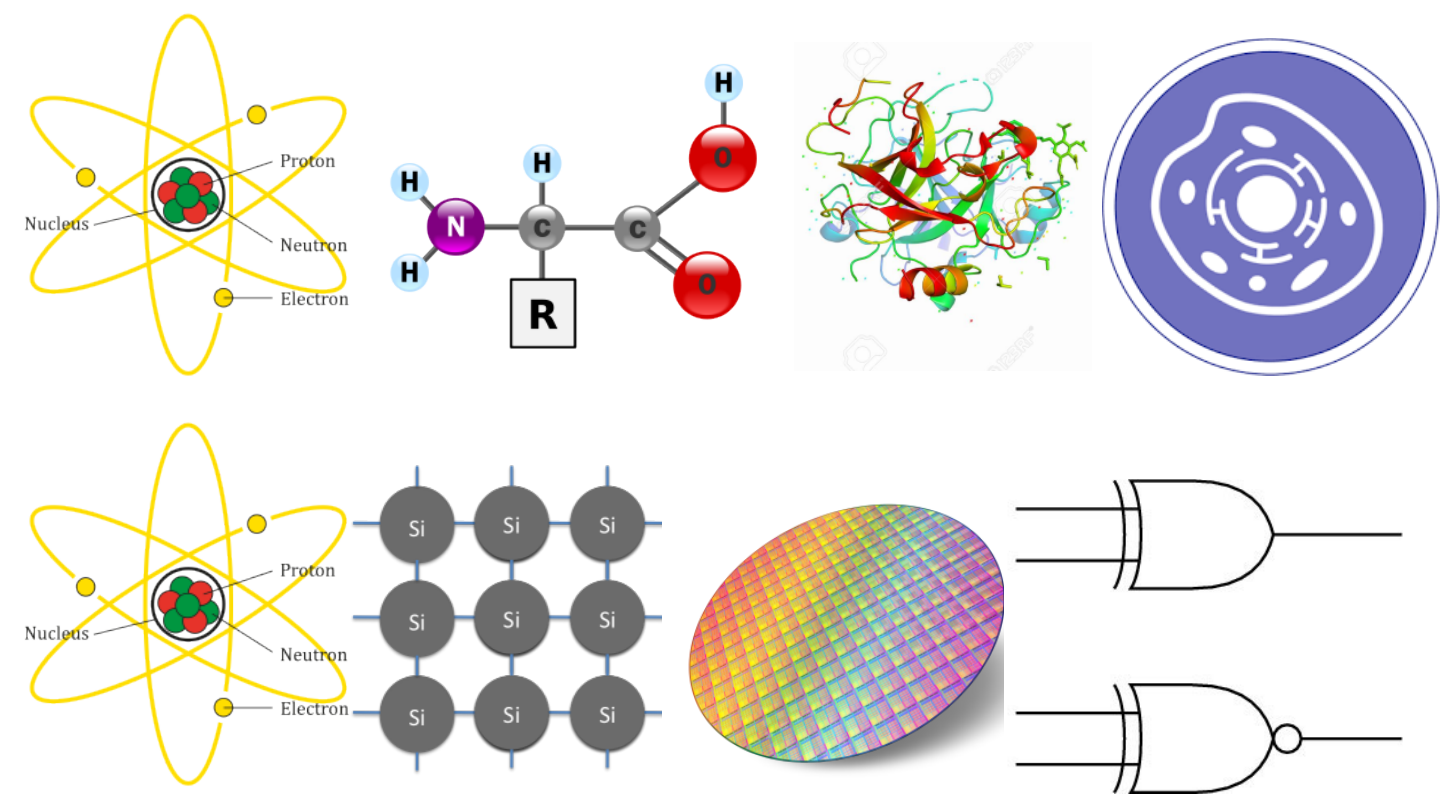 Proton
Nucleus
Neutron
Electron
H
H
H
O
N
C
C
H
O
R
Proton
Nucleus
Neutron
Electron
Si
Si
Si
Si
Si
Si
Si
Si
Si